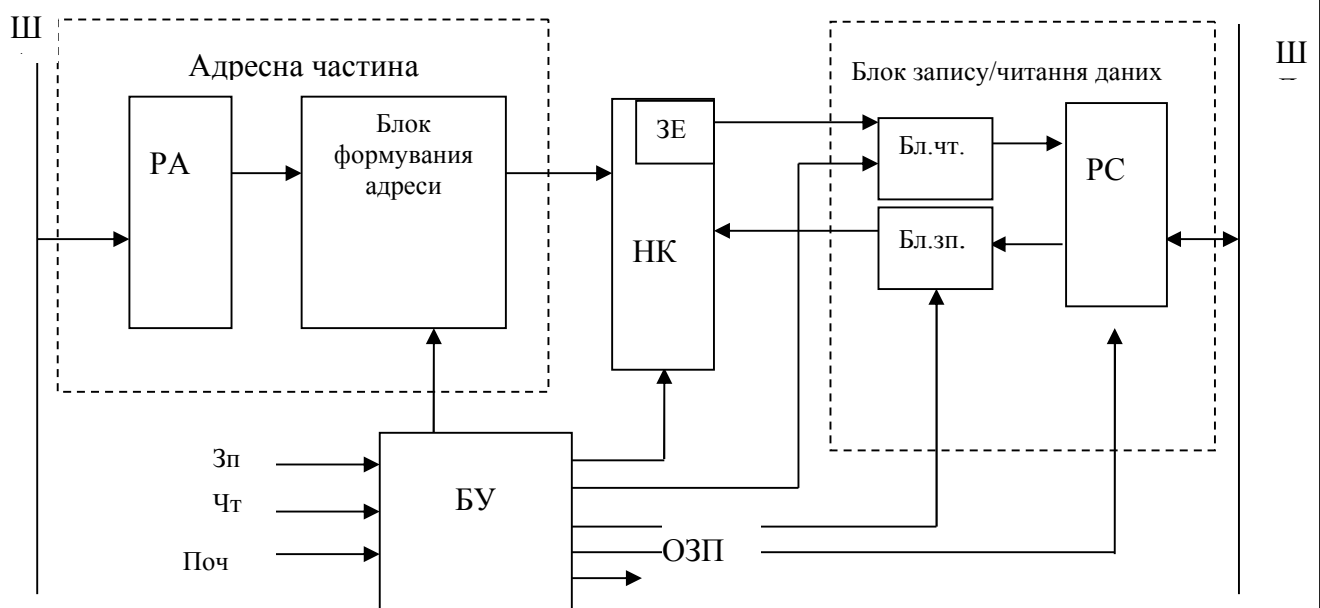 Ш
Ш
Адресна частина
Блок запису/читання даних
РА
Блок
формування
адреси
ЗЕ
НК
Бл.чт.
Бл.зп.
РС
Зп
Чт
Поч
БУ
ОЗП